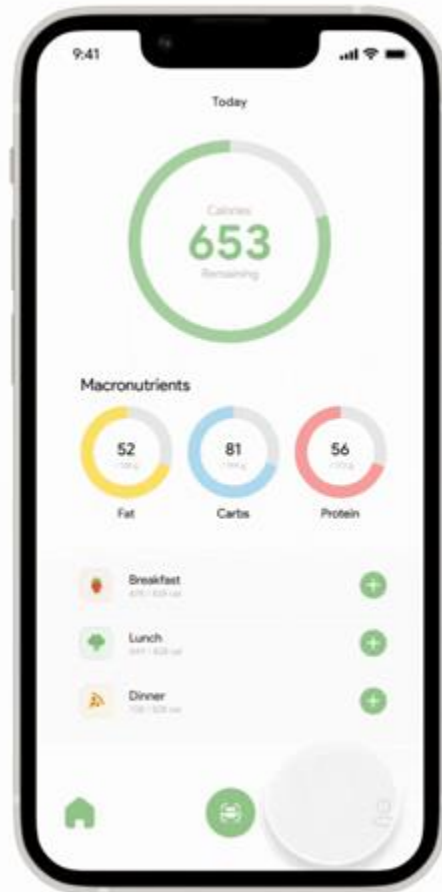 9:41
Today
Calories
653
Remaining
Macronutrients
52
81
56
Fat
Carbs
Protein
Breakfast
Lunch
Dinner